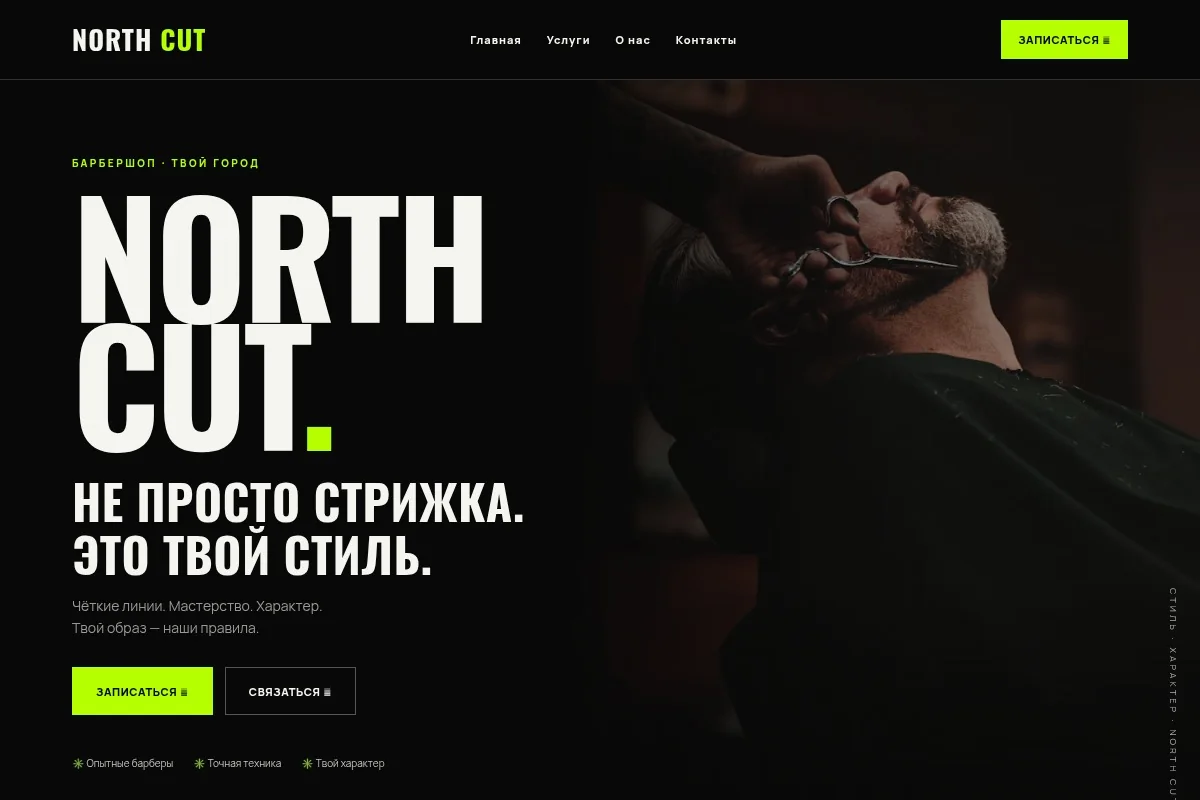 NORTH CUT
Главная
Услуги
О нас
Контакты
ЗАПИСАТЬСЯ
БАРБЕРШОП · ТВОЙ ГОРОД
NORTH
CUT.
НЕ ПРОСТО СТРИЖКА.
ЭТО ТВОЙ СТИЛЬ.
Чёткие линии. Мастерство. Характер.
Твой образ — наши правила.
ЗАПИСАТЬСЯ
СВЯЗАТЬСЯ
✳ Опытные барберы
✳ Точная техника
✳ Твой характер
СТИЛЬ · ХАРАКТЕР · NORTH CUT